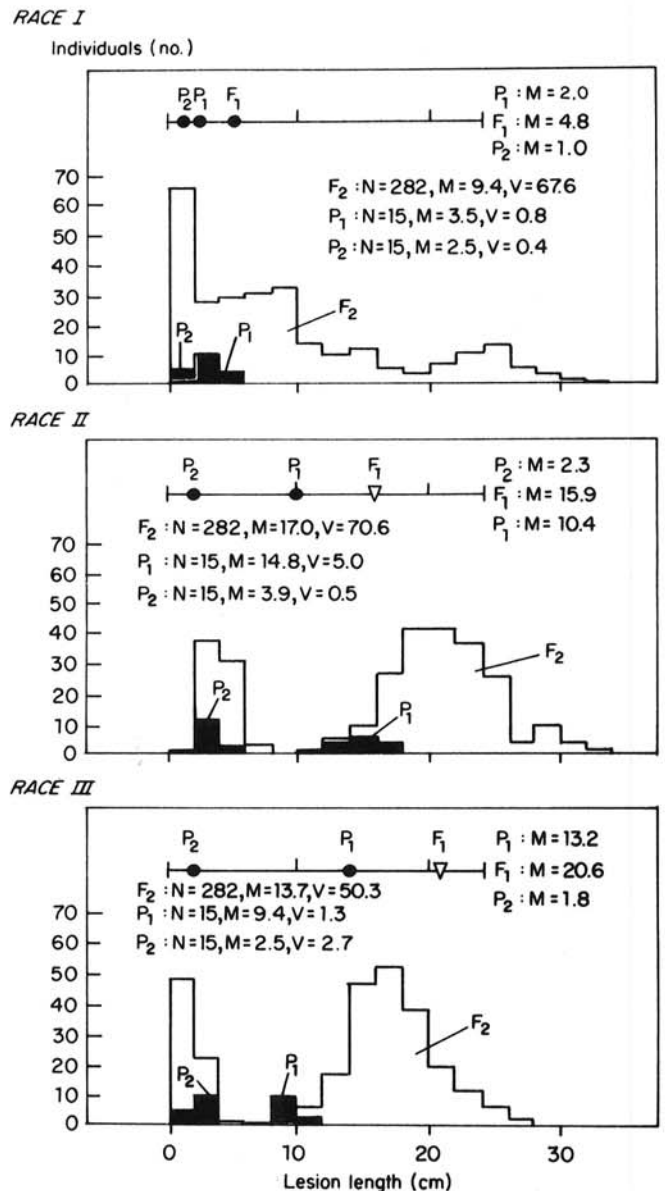 RACE I
Individuals (no.)
P₂ P₁ F₁
P₁ : M = 2.0
F₁ : M = 4.8
P₂ : M = 1.0
F₂ : N = 282, M = 9.4, V = 67.6
P₁ : N = 15, M = 3.5, V = 0.8
P₂ : N = 15, M = 2.5, V = 0.4
70
60
50
40
30
20
10
0
F₂
P₂
P₁
RACE II
P₂ P₁ F₁
P₂ : M = 2.3
F₁ : M = 15.9
P₁ : M = 10.4
F₂ : N = 282, M = 17.0, V = 70.6
P₁ : N = 15, M = 14.8, V = 5.0
P₂ : N = 15, M = 3.9, V = 0.5
70
60
50
40
30
20
10
0
F₂
P₂
P₁
RACE III
P₂ P₁ F₁
P₁ : M = 13.2
F₁ : M = 20.6
P₂ : M = 1.8
F₂ : N = 282, M = 13.7, V = 50.3
P₁ : N = 15, M = 9.4, V = 1.3
P₂ : N = 15, M = 2.5, V = 2.7
70
60
50
40
30
20
10
0
F₂
P₂
P₁
0 10 20 30
Lesion length (cm)